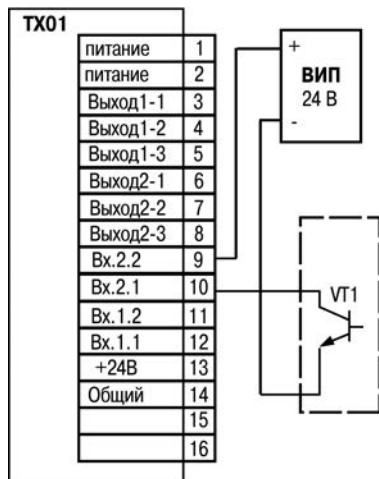 ТХ01
питание 1
питание 2
Выход1-1 3
Выход1-2 4
Выход1-3 5
Выход2-1 6
Выход2-2 7
Выход2-3 8
Вх.2.2 9
Вх.2.1 10
Вх.1.2 11
Вх.1.1 12
+24В 13
Общий 14
15
16
+
ВИП
24 В
-
VT1